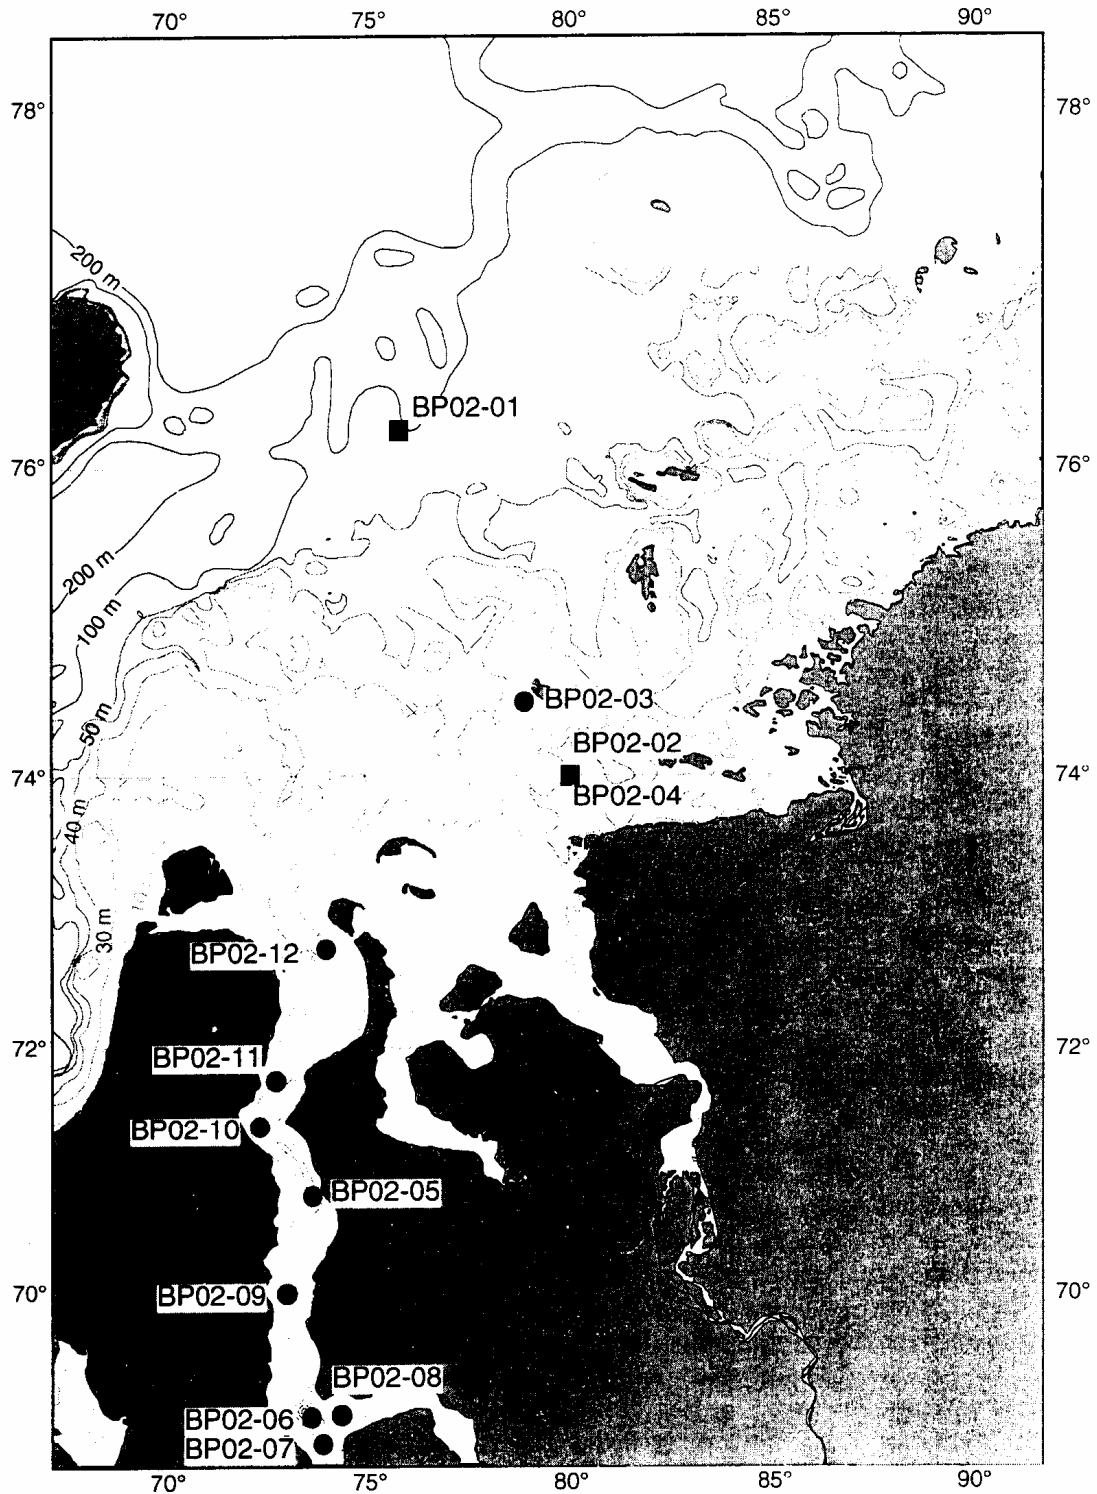 70° 75° 80° 85° 90°
78° 78°
200 m
BP02-01
76° 76°
200 m
100 m
BP02-03
50 m
BP02-02
74° 74°
BP02-04
40 m
30 m
BP02-12
72° 72°
BP02-11
BP02-10
BP02-05
70° 70°
BP02-09
BP02-08
BP02-06
BP02-07
70° 75° 80° 85° 90°